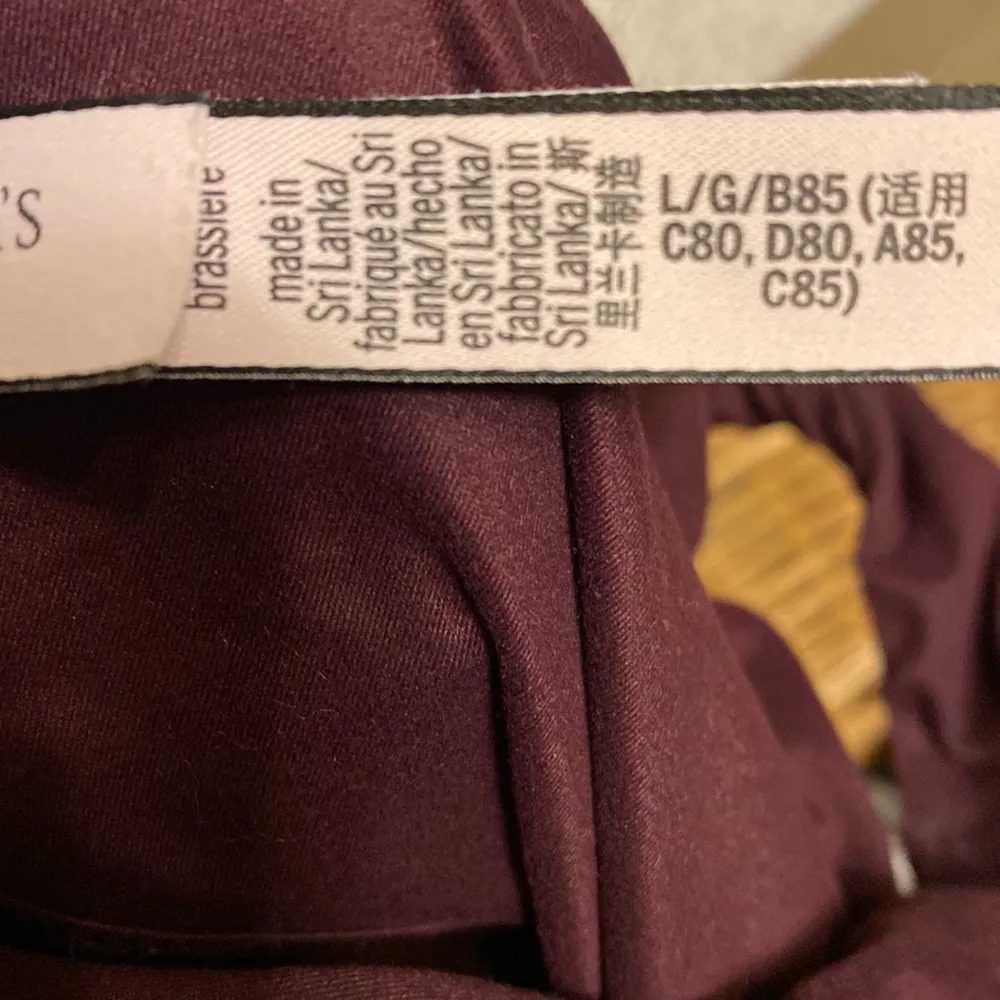 'S
brassiere
made in
Sri Lanka/
fabriqué au Sri
Lanka/hecho
en Sri Lanka/
fabbricato in
Sri Lanka/ 斯
里兰卡制造
L/G/B85 (适用
C80, D80, A85,
C85)